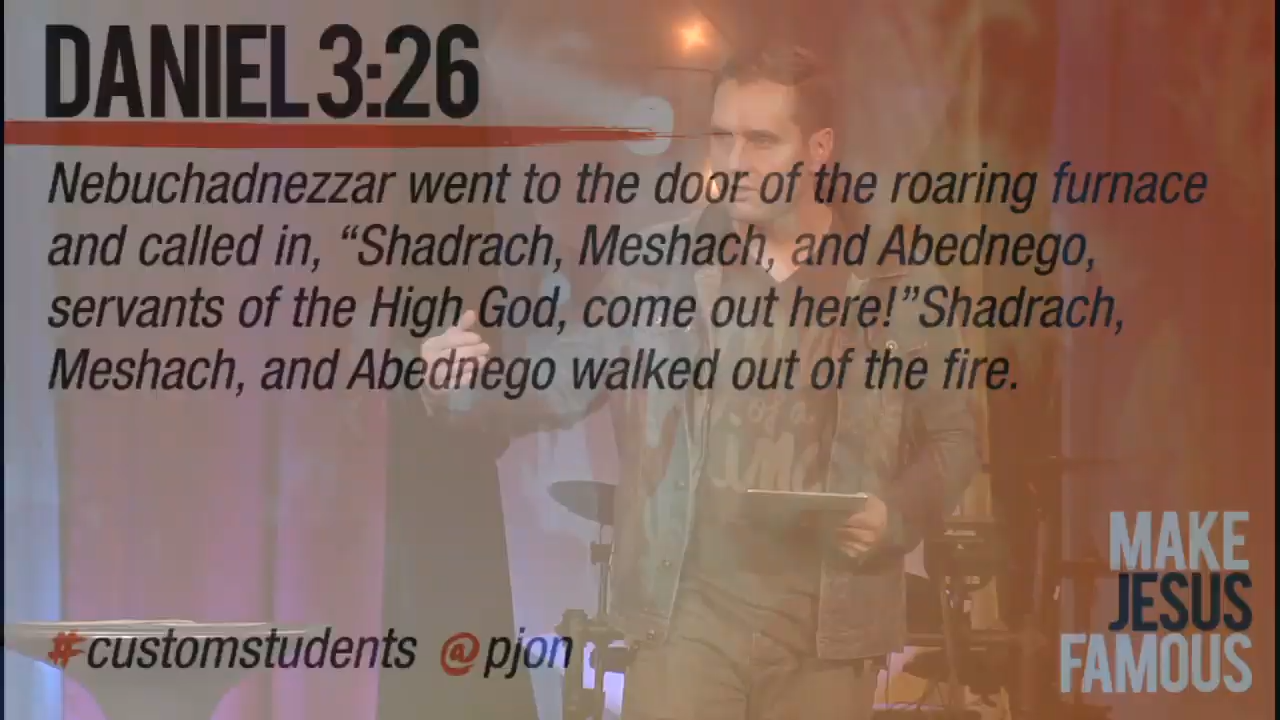 DANIEL 3:26
Nebuchadnezzar went to the door of the roaring furnace
and called in, “Shadrach, Meshach, and Abednego,
servants of the High God, come out here!”Shadrach,
Meshach, and Abednego walked out of the fire.
of a
#customstudents @pjon
MAKE
JESUS
FAMOUS